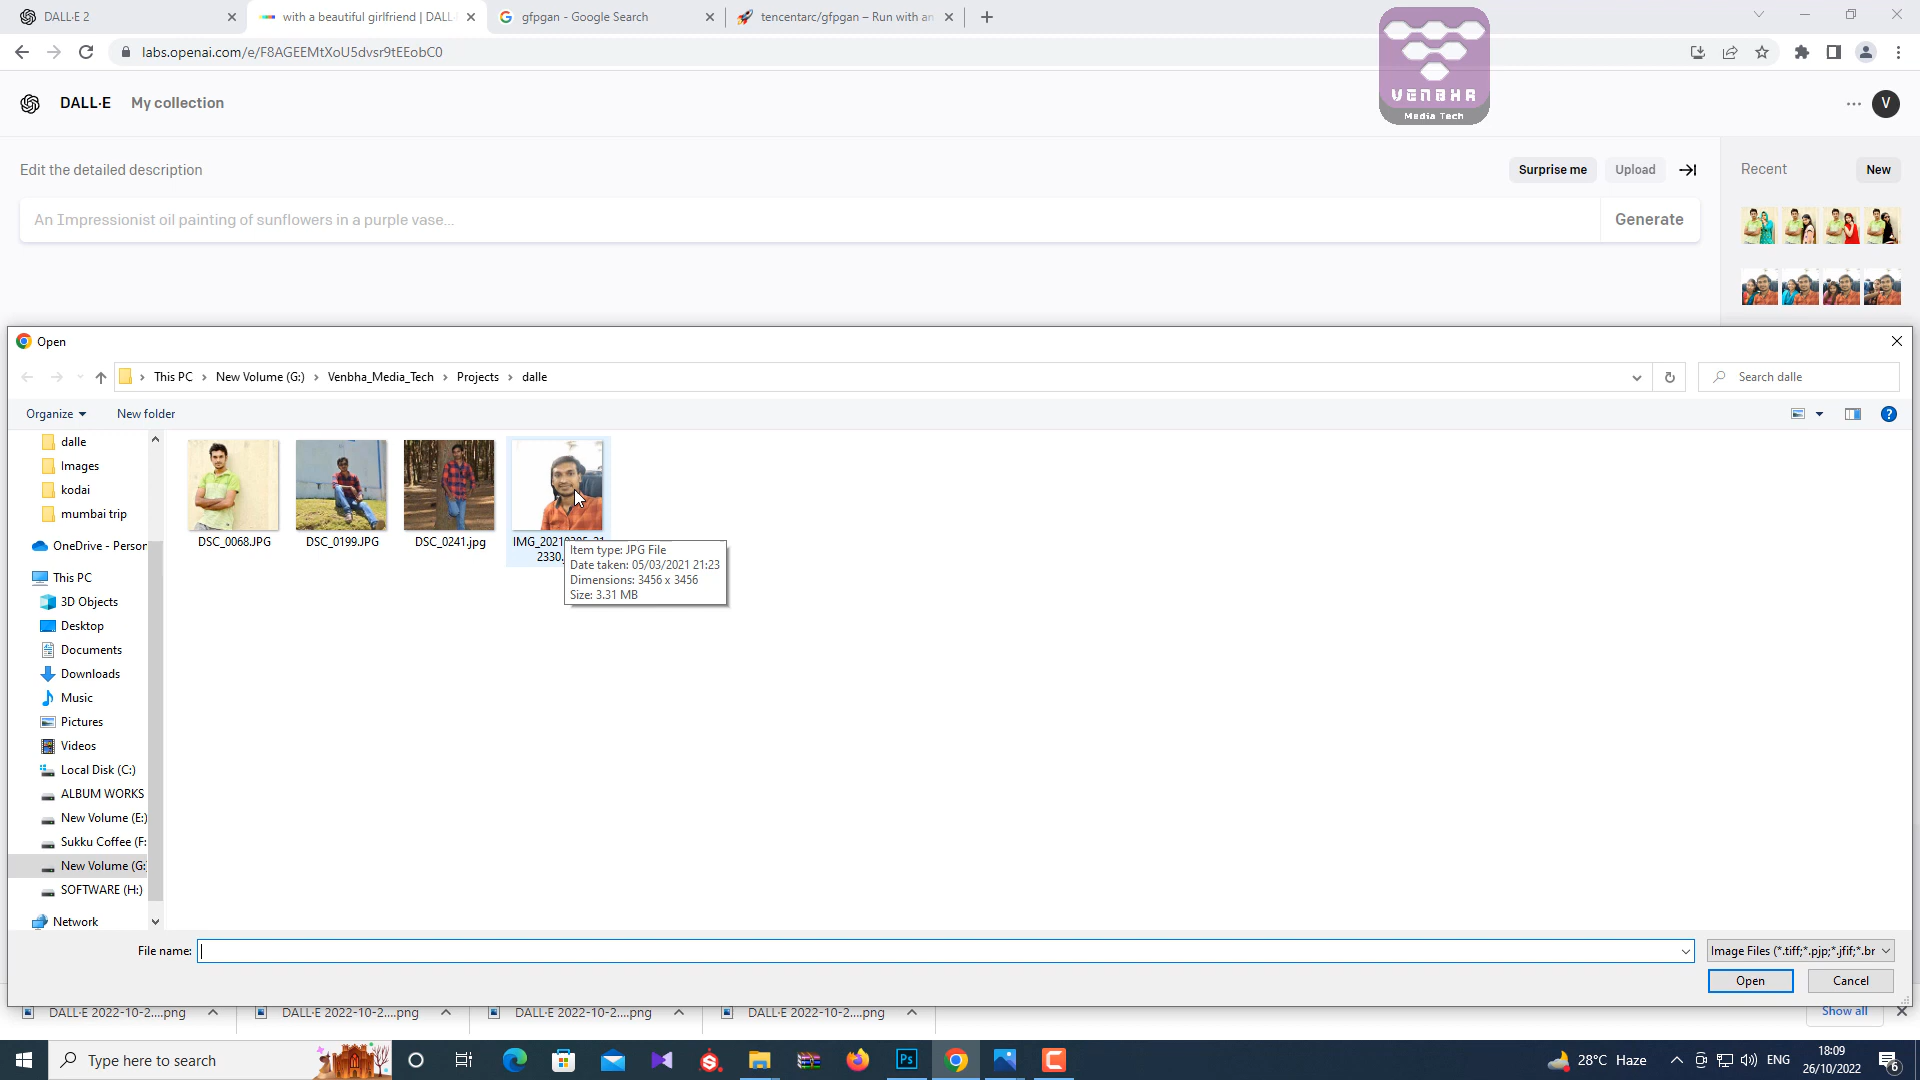 DALL·E 2
with a beautiful girlfriend | DALL·
gfpgan - Google Search
tencentarc/gfpgan – Run with an
labs.openai.com/e/F8AGEEMtXoU5dvsr9tEEobC0
VENBHA
Media Tech
DALL·E
My collection
V
Edit the detailed description
Surprise me
Upload
Recent
New
An Impressionist oil painting of sunflowers in a purple vase...
Generate
Open
This PC › New Volume (G:) › Venbha_Media_Tech › Projects › dalle
Search dalle
Organize
New folder
dalle
Images
kodai
mumbai trip
OneDrive - Person
This PC
3D Objects
Desktop
Documents
Downloads
Music
Pictures
Videos
Local Disk (C:)
ALBUM WORKS
New Volume (E:)
Sukku Coffee (F:
New Volume (G:
SOFTWARE (H:)
Network
DSC_0068.JPG
DSC_0199.JPG
DSC_0241.jpg
2330.
Item type: JPG File
Date taken: 05/03/2021 21:23
Dimensions: 3456 x 3456
Size: 3.31 MB
File name:
Image Files (*.tiff;*.pjp;*.jfif;*.br
Open
Cancel
DALL·E 2022-10-2....png
DALL·E 2022-10-2....png
DALL·E 2022-10-2....png
DALL·E 2022-10-2....png
Show all
Type here to search
Ps
28°C Haze
ENG
18:09
26/10/2022
6